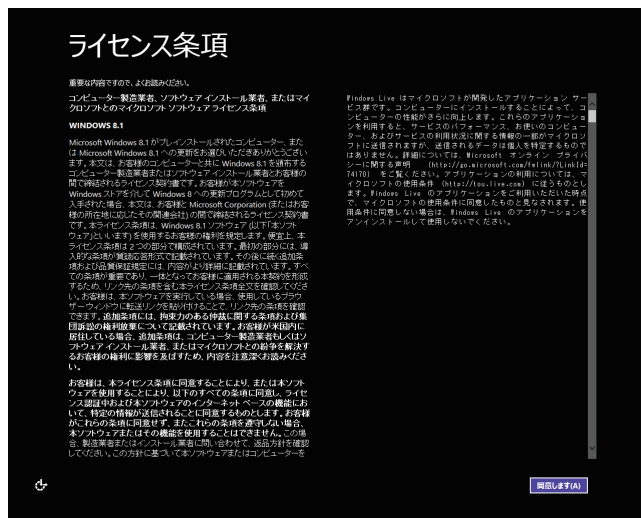 ライセンス条項
重要な内容ですので、よくお読みください。
コンピューター製造業者、ソフトウェア インストール業者、またはマイ
クロソフトとのマイクロソフト ソフトウェア ライセンス条項
WINDOWS 8.1
Microsoft Windows 8.1 がプレインストールされたコンピューター、また
は Microsoft Windows 8.1 への更新をお選びいただきありがとうござい
ます。本文は、お客様のコンピューターと共に Windows 8.1 を頒布する
コンピューター製造業者またはソフトウェア インストール業者とお客様の
間で締結されるライセンス契約書です。お客様が本ソフトウェアを
Windows ストアを介して Windows 8 への更新プログラムとして初めて
入手された場合、本文は、お客様と Microsoft Corporation (またはお客
様の所在地に応じたその関連会社) の間で締結されるライセンス契約書
です。本ライセンス条項は、Windows 8.1 ソフトウェア (以下「本ソフト
ウェア」といいます) を使用するお客様の権利を規定します。便宜上、本
ライセンス条項は 2 つの部分で構成されています。最初の部分には、導
入的な条項が質疑応答形式で記載されています。その後に続く追加条
項および品質保証規定には、内容がより詳細に記載されています。すべ
ての条項が重要であり、一体となってお客様に適用される本契約を形成
するため、リンク先の条項を含む本ライセンス条項全文を確認してくださ
い。お客様は、本ソフトウェアを実行している場合、使用しているブラウ
ザーウィンドウに転送リンクを貼り付けることで、リンク先の条項を確認
できます。追加条項には、拘束力のある仲裁に関する条項および集
団訴訟の権利放棄について記載されています。お客様が米国内に
居住している場合、追加条項は、コンピューター製造業者もしくはソ
フトウェア インストール業者、またはマイクロソフトとの紛争を解決す
るお客様の権利に影響を及ぼすため、内容を注意深くお読みくださ
い。
お客様は、本ライセンス条項に同意することにより、または本ソフト
ウェアを使用することにより、以下のすべての条項に同意し、ライセ
ンス認証中および本ソフトウェアのインターネット ベースの機能にお
いて、特定の情報が送信されることに同意するものとします。お客様
がこれらの条項に同意せず、またこれらの条項を遵守しない場合、
本ソフトウェアまたはその機能を使用することはできません。この場
合、製造業者またはインストール業者に問い合わせて、返品方針を確認
してください。この方針に基づいて本ソフトウェアまたはコンピューターを
Windows Live はマイクロソフトが開発したアプリケーション サー
ビス群です。コンピューターにインストールすることによって、コ
ンピューターの性能がさらに向上します。これらのアプリケーショ
ンを利用すると、サービスのパフォーマンス、お使いのコンピュー
ター、およびサービスの利用状況に関する情報の一部がマイクロソ
フトに送信されますが、送信されるデータは個人を特定するもので
はありません。詳細については、Microsoft オンライン プライバ
シーに関する声明 (http://go.microsoft.com/fwlink/?LinkId=
74170) をご覧ください。アプリケーションの利用については、マ
イクロソフトの使用条件 (http://tou.live.com) に従うものとし
ます。Windows Live のアプリケーションをご利用いただいた時点
で、マイクロソフトの使用条件に同意したものと見なされます。使
用条件に同意しない場合は、Windows Live のアプリケーションを
アンインストールして使用しないでください。
同意します(A)